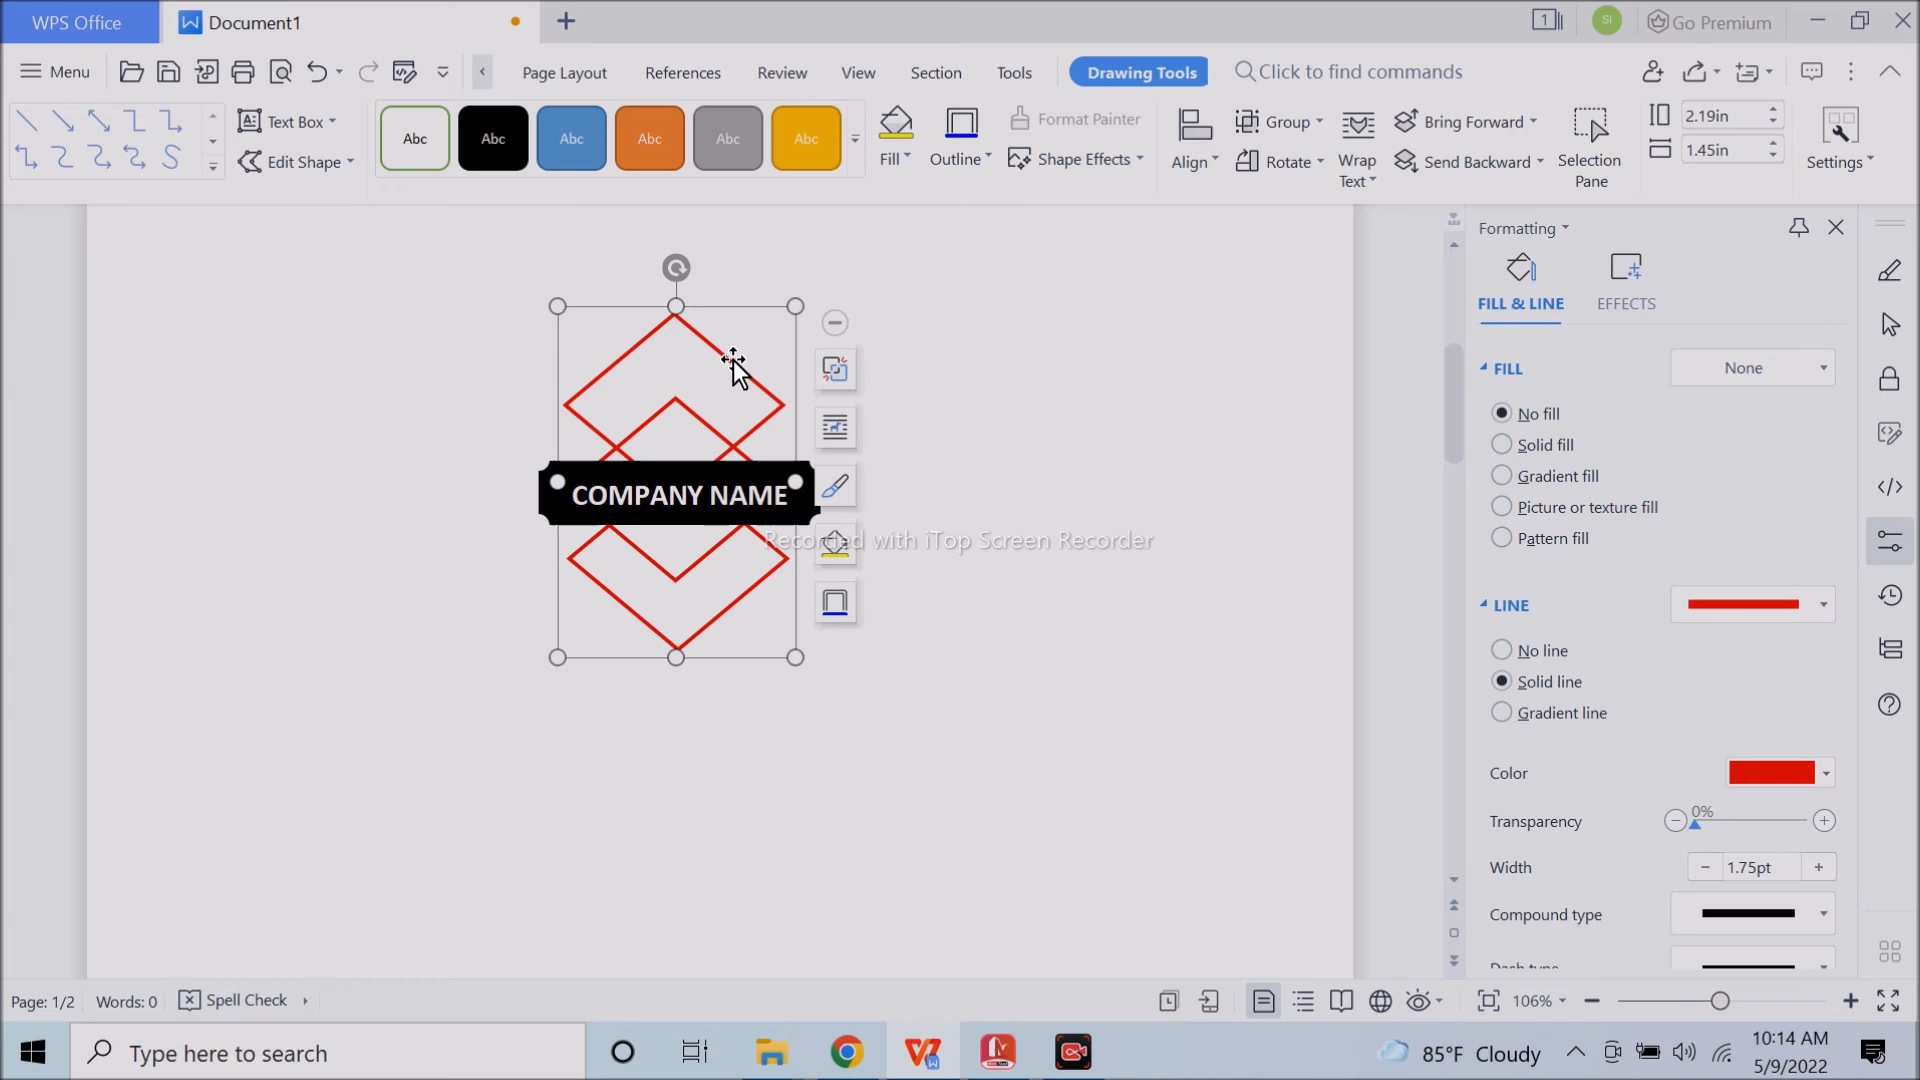 WPS Office
Document1
1
SI
Go Premium
Menu
Page Layout
References
Review
View
Section
Tools
Drawing Tools
Click to find commands
Text Box
Edit Shape
Abc
Abc
Abc
Abc
Abc
Abc
Fill
Outline
Format Painter
Shape Effects
Align
Group
Rotate
Wrap
Text
Bring Forward
Send Backward
Selection
Pane
2.19in
1.45in
Settings
Formatting
FILL & LINE
EFFECTS
FILL
None
No fill
Solid fill
Gradient fill
Picture or texture fill
Pattern fill
COMPANY NAME
Recorded with iTop Screen Recorder
LINE
No line
Solid line
Gradient line
Color
Transparency
0%
Width
1.75pt
Compound type
Dash type
Page: 1/2
Words: 0
Spell Check
106%
Type here to search
85°F Cloudy
10:14 AM
5/9/2022